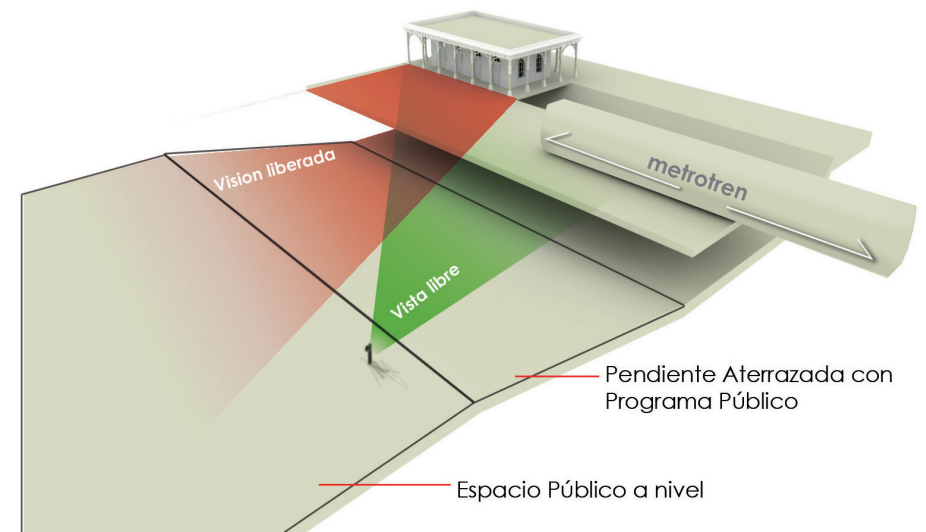 Vision liberada
metrotren
Vista libre
Pendiente Aterrazada con
Programa Público
Espacio Público a nivel